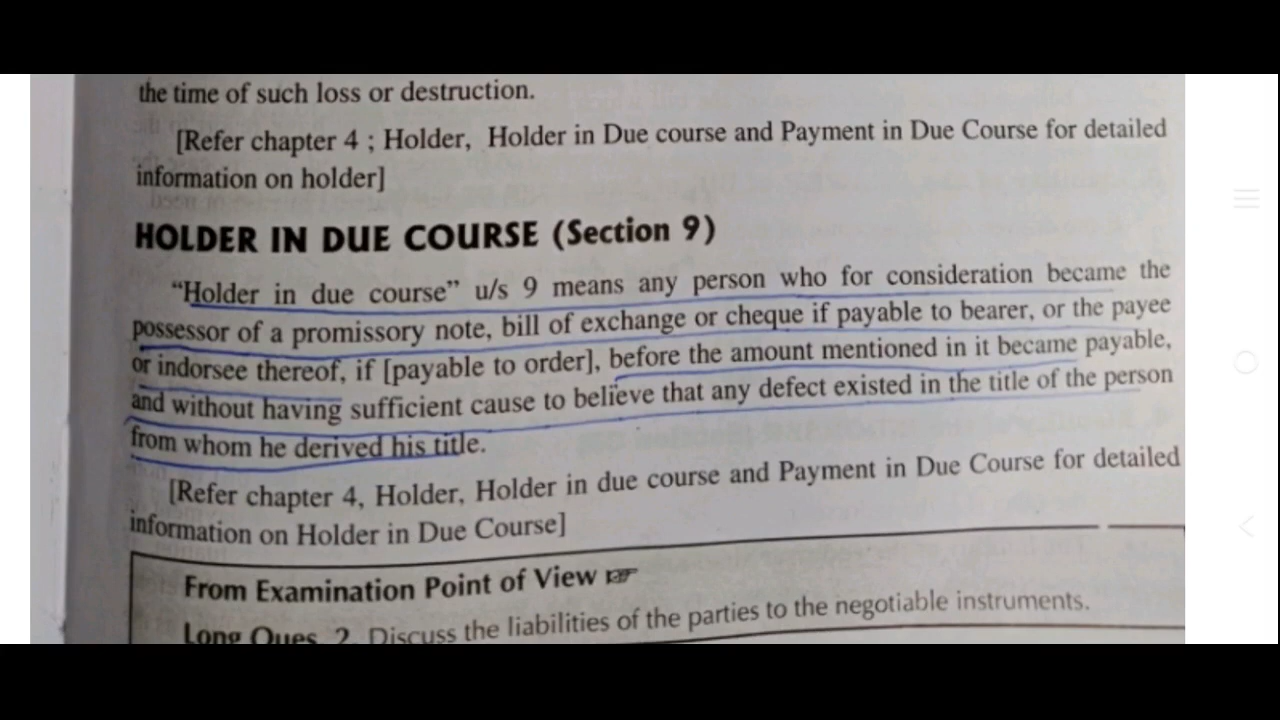 the time of such loss or destruction.
[Refer chapter 4 ; Holder, Holder in Due course and Payment in Due Course for detailed
information on holder]
HOLDER IN DUE COURSE (Section 9)
“Holder in due course” u/s 9 means any person who for consideration became the
possessor of a promissory note, bill of exchange or cheque if payable to bearer, or the payee
or indorsee thereof, if [payable to order], before the amount mentioned in it became payable,
and without having sufficient cause to believe that any defect existed in the title of the person
from whom he derived his title.
[Refer chapter 4, Holder, Holder in due course and Payment in Due Course for detailed
information on Holder in Due Course]
From Examination Point of View ☞
Long Ques. 2. Discuss the liabilities of the parties to the negotiable instruments.